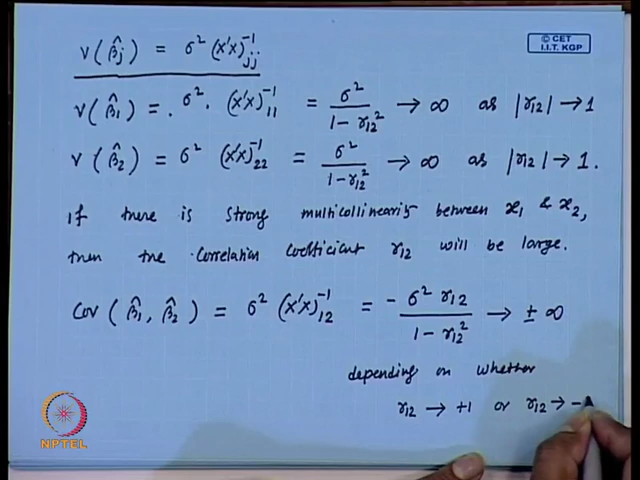 V(β̂j) = σ² (X'X)⁻¹jj
© CET
I.I.T. KGP
V(β̂1) = . σ² . (X'X)⁻¹11 = σ² / (1 − r12²) → ∞ as |r12| → 1
V(β̂2) = σ² (X'X)⁻¹22 = σ² / (1 − r12²) → ∞ as |r12| → 1.
If there is strong multicollinearity between x1 & x2,
then the correlation coefficient r12 will be large.
Cov(β̂1, β̂2) = σ² (X'X)⁻¹12 = − σ² r12 / (1 − r12²) → ± ∞
depending on whether
r12 → +1 or r12 → −
NPTEL